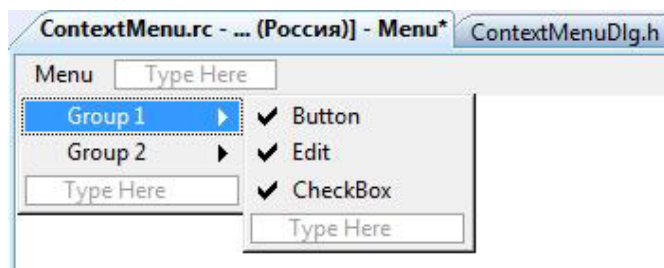 ContextMenu.rc - ... (Россия)] - Menu* ContextMenuDlg.h
Menu Type Here
Group 1 Button
Group 2 Edit
Type Here CheckBox
Type Here